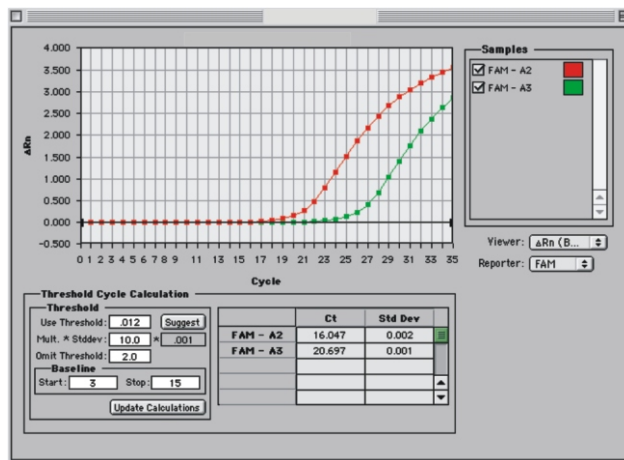 4.000
3.500
3.000
2.500
2.000
1.500
1.000
0.500
0.000
-0.500
ΔRn
0 1 2 3 4 5 6 7 8 9 11 13 15 17 19 21 23 25 27 29 31 33 35
Cycle
Samples
FAM - A2
FAM - A3
Viewer: ΔRn (B...
Reporter: FAM
Threshold Cycle Calculation
Threshold
Use Threshold: .012 Suggest
Mult. * Stddev: 10.0 * .001
Omit Threshold: 2.0
Baseline
Start: 3 Stop: 15
Update Calculations
Ct Std Dev
FAM - A2 16.047 0.002
FAM - A3 20.697 0.001